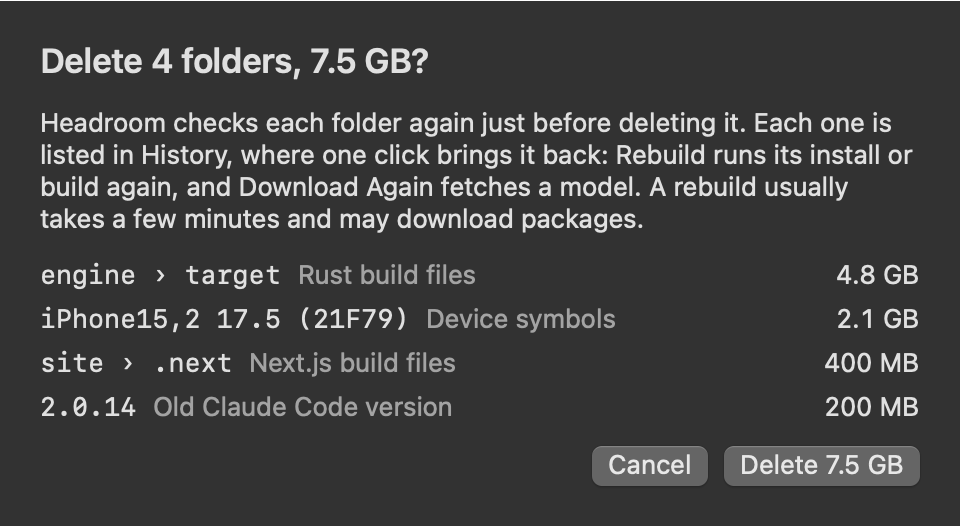 Delete 4 folders, 7.5 GB?
Headroom checks each folder again just before deleting it. Each one is
listed in History, where one click brings it back: Rebuild runs its install or
build again, and Download Again fetches a model. A rebuild usually
takes a few minutes and may download packages.
engine › target Rust build files 4.8 GB
iPhone15,2 17.5 (21F79) Device symbols 2.1 GB
site › .next Next.js build files 400 MB
2.0.14 Old Claude Code version 200 MB
Cancel Delete 7.5 GB